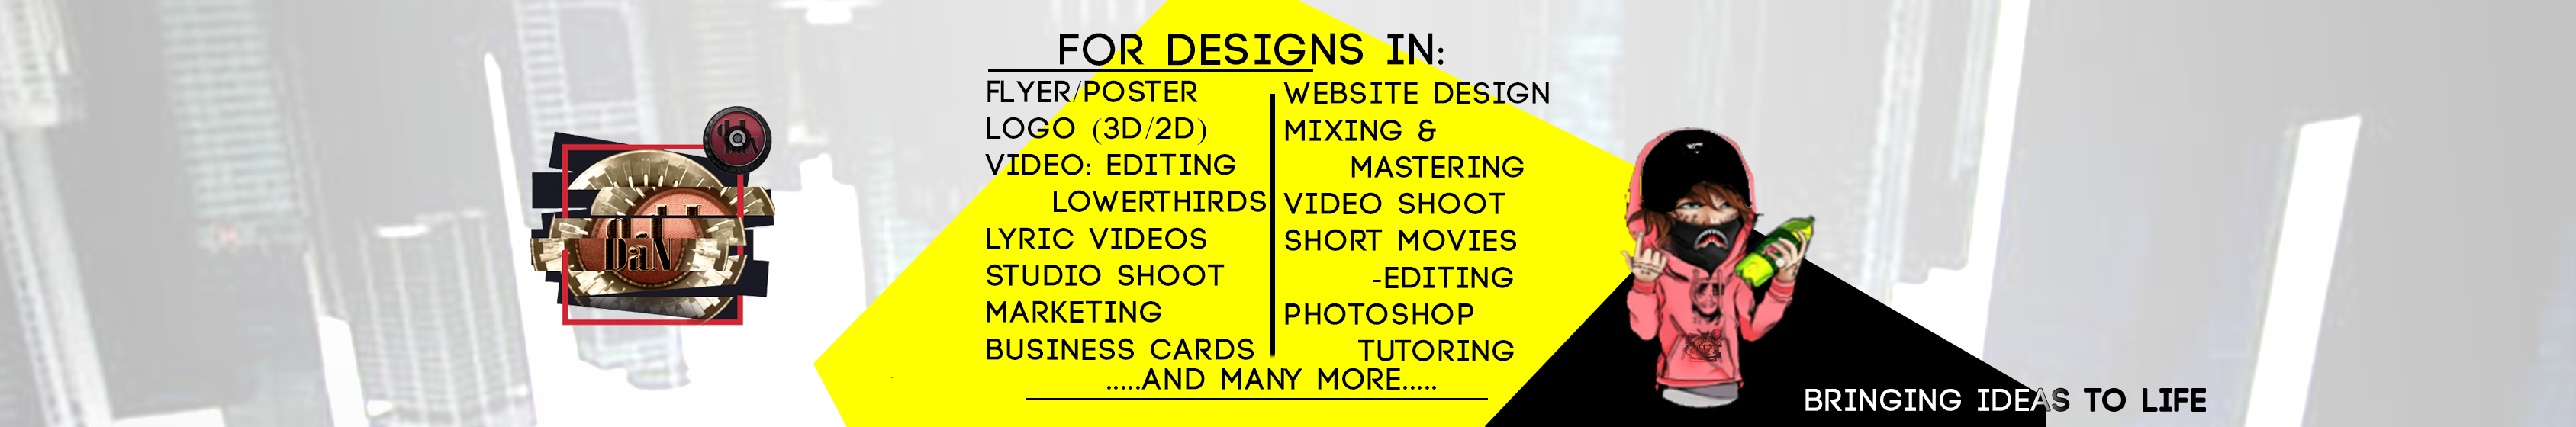 FOR DESIGNS IN:
FLYER/POSTER
LOGO (3D/2D)
VIDEO: EDITING
LOWERTHIRDS
LYRIC VIDEOS
STUDIO SHOOT
MARKETING
BUSINESS CARDS
WEBSITE DESIGN
MIXING &
MASTERING
VIDEO SHOOT
SHORT MOVIES
-EDITING
PHOTOSHOP
TUTORING
.....AND MANY MORE.....
DaN
BRINGING IDEAS TO LIFE